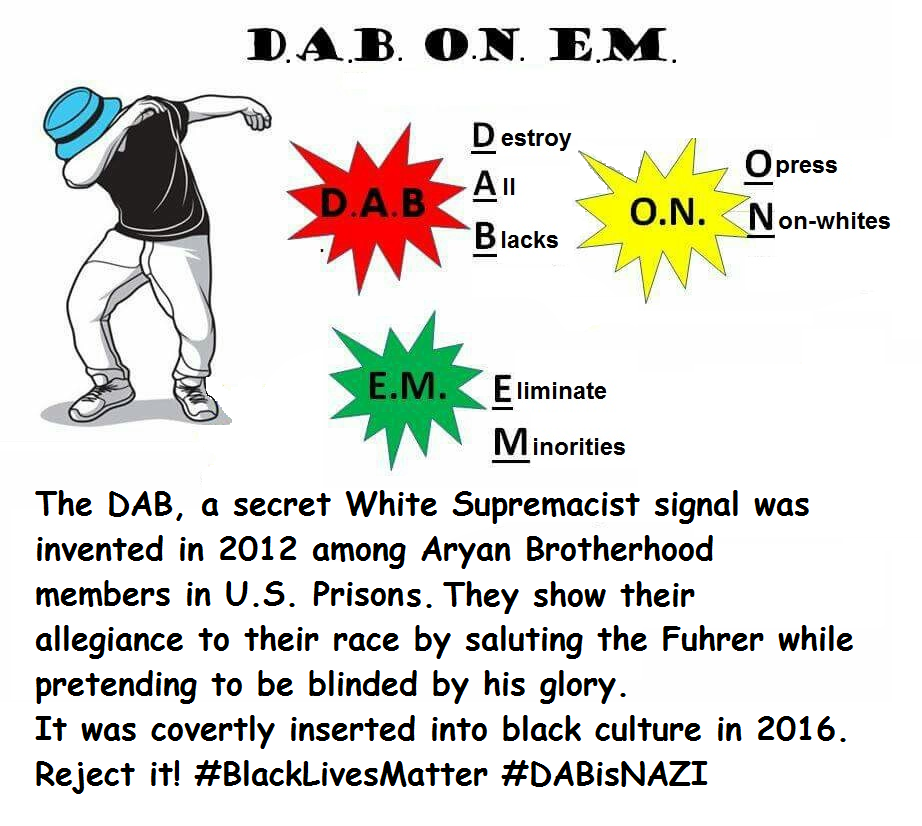 D.A.B. O.N. E.M.
D.A.B
Destroy
All
Blacks
O.N.
Opress
Non-whites
E.M.
Eliminate
Minorities
The DAB, a secret White Supremacist signal was
invented in 2012 among Aryan Brotherhood
members in U.S. Prisons. They show their
allegiance to their race by saluting the Fuhrer while
pretending to be blinded by his glory.
It was covertly inserted into black culture in 2016.
Reject it! #BlackLivesMatter #DABisNAZI